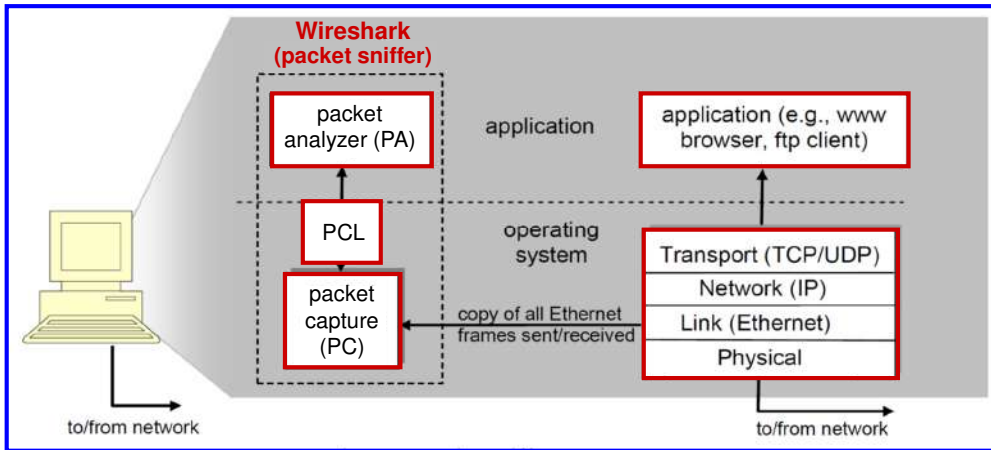 Wireshark
(packet sniffer)
packet
analyzer (PA)
application
application (e.g., www
browser, ftp client)
PCL
operating
system
packet
capture
(PC)
copy of all Ethernet
frames sent/received
Transport (TCP/UDP)
Network (IP)
Link (Ethernet)
Physical
to/from network
to/from network